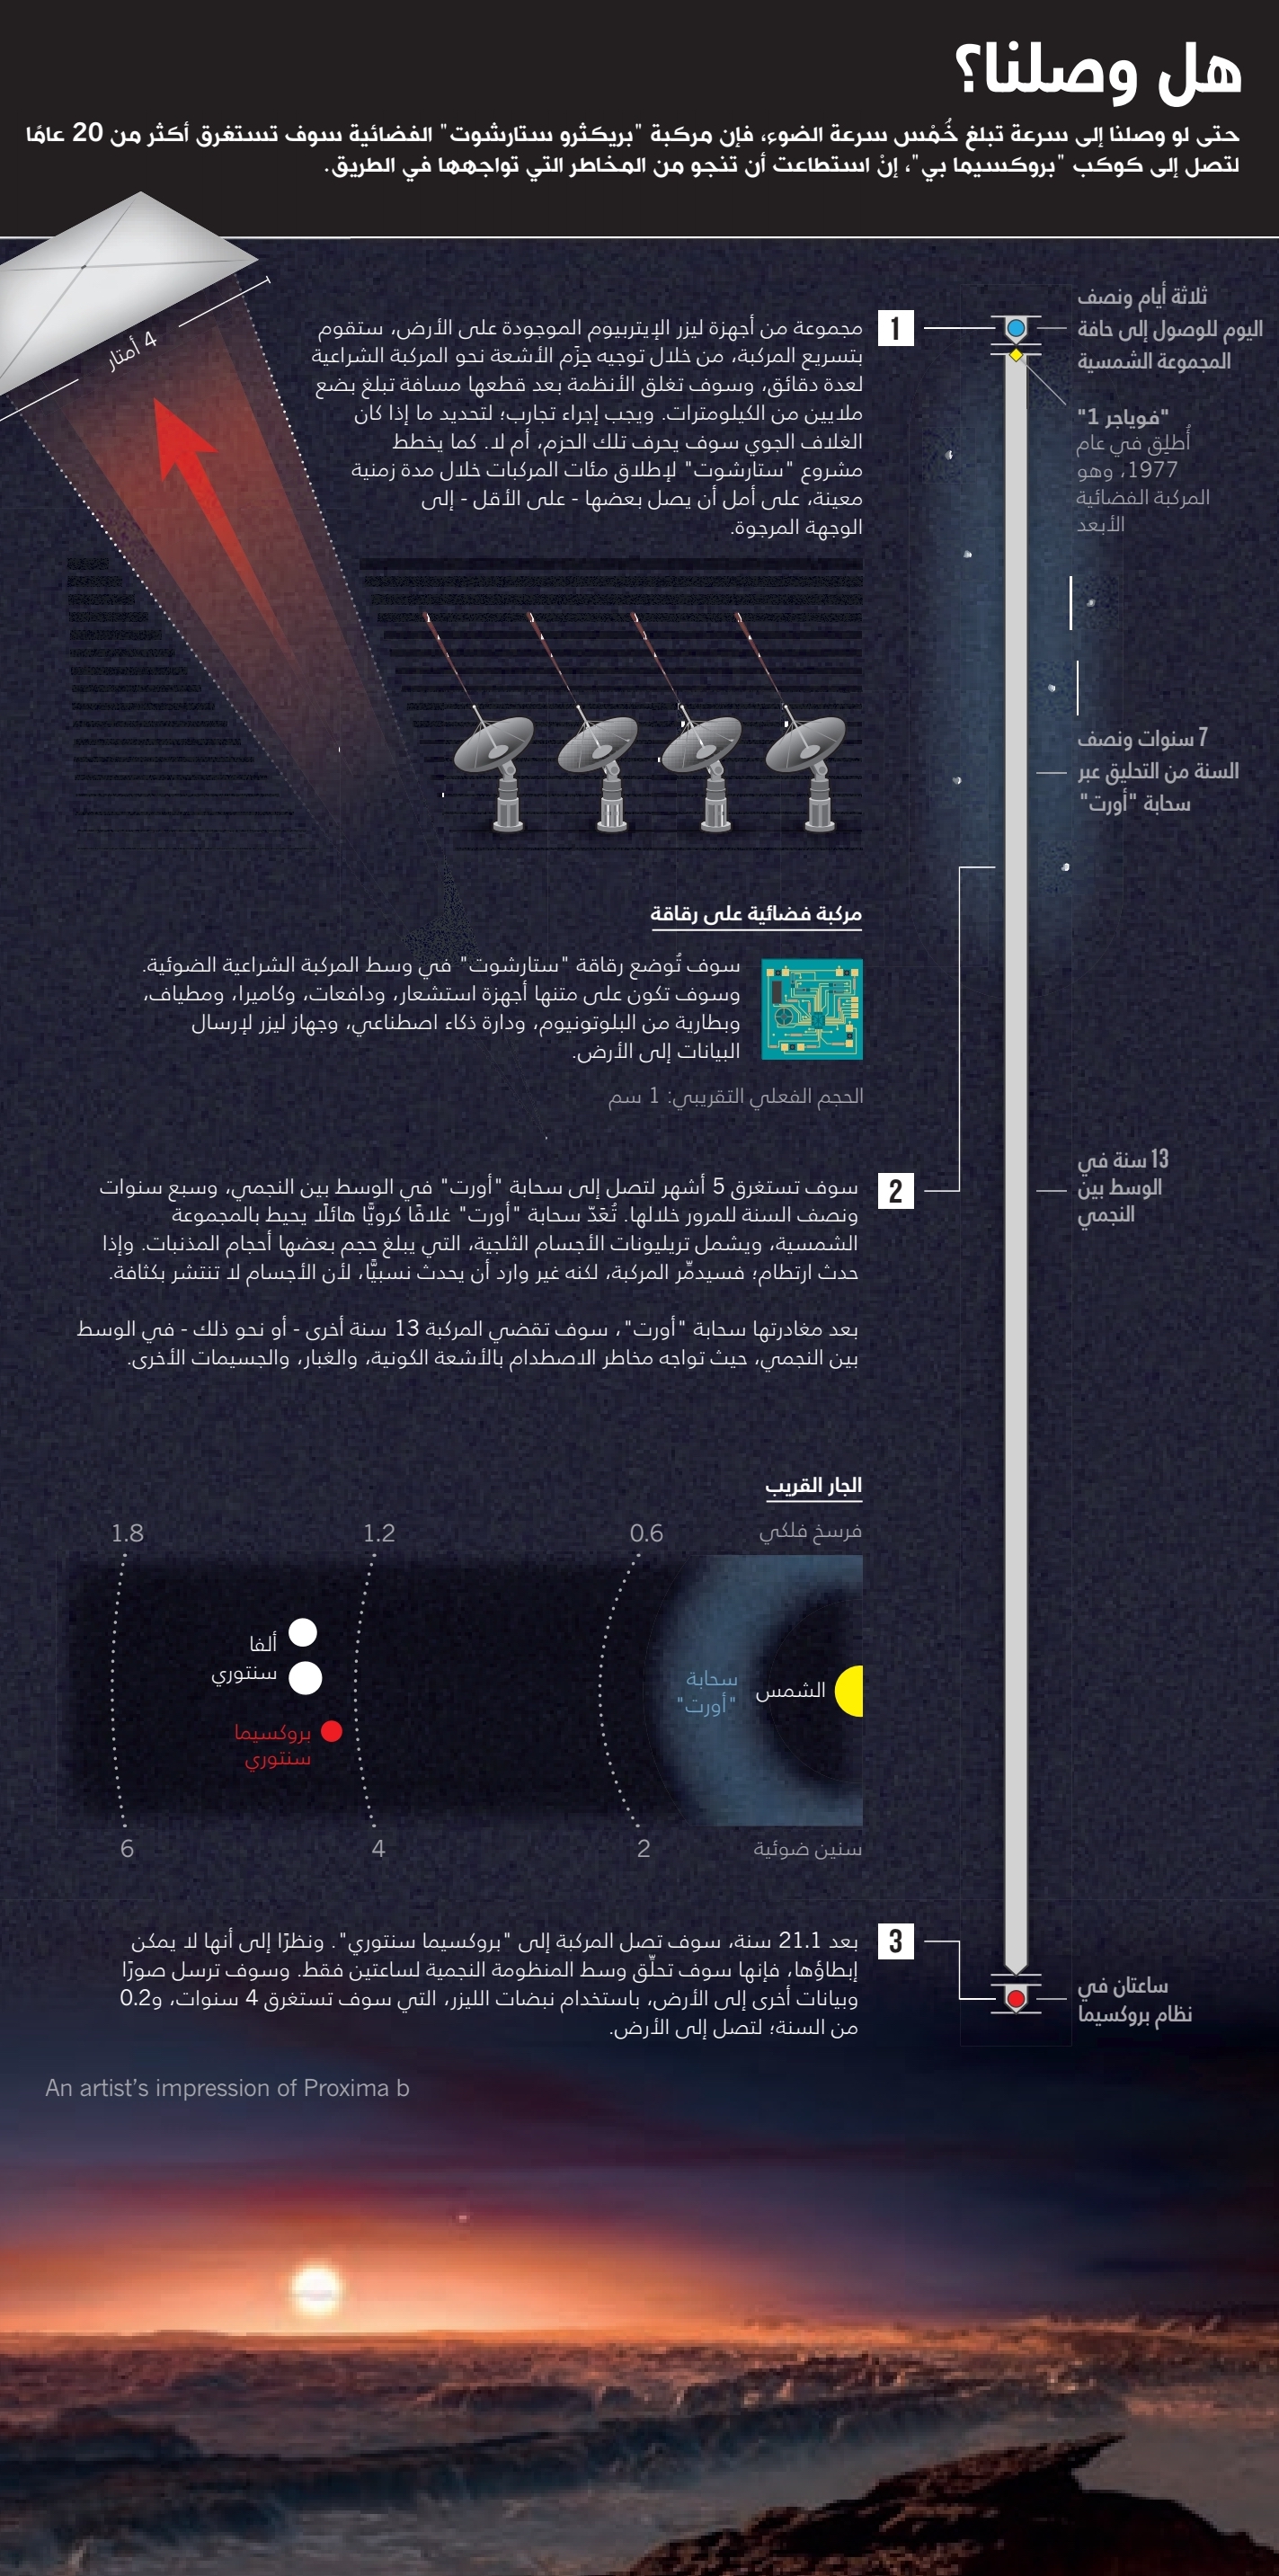 هل وصلنا؟
حتى لو وصلنا إلى سرعة تبلغ خُمْس سرعة الضوء، فإن مركبة "بريكثرو ستارشوت" الفضائية سوف تستغرق أكثر من 20 عامًا
لتصل إلى كوكب "بروكسيما بي"، إنْ استطاعت أن تنجو من المخاطر التي تواجهها في الطريق.
ثلاثة أيام ونصف
اليوم للوصول إلى حافة
المجموعة الشمسية
"فوياجر 1"
أُطلِق في عام
1977، وهو
المركبة الفضائية
الأبعد
7 سنوات ونصف
السنة من التحليق عبر
سحابة "أورت"
13 سنة في
الوسط بين
النجمي
ساعتان في
نظام بروكسيما
1
مجموعة من أجهزة ليزر الإيتربيوم الموجودة على الأرض، ستقوم
بتسريع المركبة، من خلال توجيه حِزَم الأشعة نحو المركبة الشراعية
لعدة دقائق، وسوف تغلق الأنظمة بعد قطعها مسافة تبلغ بضع
ملايين من الكيلومترات. ويجب إجراء تجارب؛ لتحديد ما إذا كان
الغلاف الجوي سوف يحرف تلك الحزم، أم لا. كما يخطط
مشروع "ستارشوت" لإطلاق مئات المركبات خلال مدة زمنية
معينة، على أمل أن يصل بعضها - على الأقل - إلى
الوجهة المرجوة.
4 أمتار
مركبة فضائية على رقاقة
سوف تُوضع رقاقة "ستارشوت" في وسط المركبة الشراعية الضوئية.
وسوف تكون على متنها أجهزة استشعار، ودافعات، وكاميرا، ومطياف،
وبطارية من البلوتونيوم، ودارة ذكاء اصطناعي، وجهاز ليزر لإرسال
البيانات إلى الأرض.
الحجم الفعلي التقريبي: 1 سم
2
سوف تستغرق 5 أشهر لتصل إلى سحابة "أورت" في الوسط بين النجمي، وسبع سنوات
ونصف السنة للمرور خلالها. تُعَدّ سحابة "أورت" غلافًا كرويًّا هائلًا يحيط بالمجموعة
الشمسية، ويشمل تريليونات الأجسام الثلجية، التي يبلغ حجم بعضها أحجام المذنبات. وإذا
حدث ارتطام؛ فسيدمِّر المركبة، لكنه غير وارد أن يحدث نسبيًّا، لأن الأجسام لا تنتشر بكثافة.
بعد مغادرتها سحابة "أورت"، سوف تقضي المركبة 13 سنة أخرى - أو نحو ذلك - في الوسط
بين النجمي، حيث تواجه مخاطر الاصطدام بالأشعة الكونية، والغبار، والجسيمات الأخرى.
الجار القريب
فرسخ فلكي 0.6 1.2 1.8
الشمس
سحابة
"أورت"
ألفا
سنتوري
بروكسيما
سنتوري
سنين ضوئية 2 4 6
3
بعد 21.1 سنة، سوف تصل المركبة إلى "بروكسيما سنتوري". ونظرًا إلى أنها لا يمكن
إبطاؤها، فإنها سوف تحلِّق وسط المنظومة النجمية لساعتين فقط. وسوف ترسل صورًا
وبيانات أخرى إلى الأرض، باستخدام نبضات الليزر، التي سوف تستغرق 4 سنوات، و0.2
من السنة؛ لتصل إلى الأرض.
An artist's impression of Proxima b